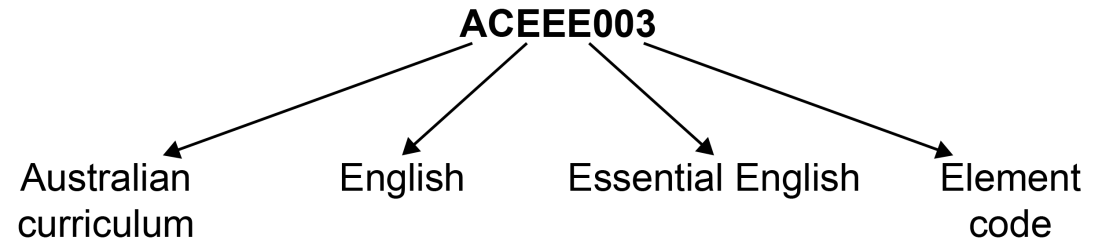 ACEEE003
Australian curriculum
English
Essential English
Element code